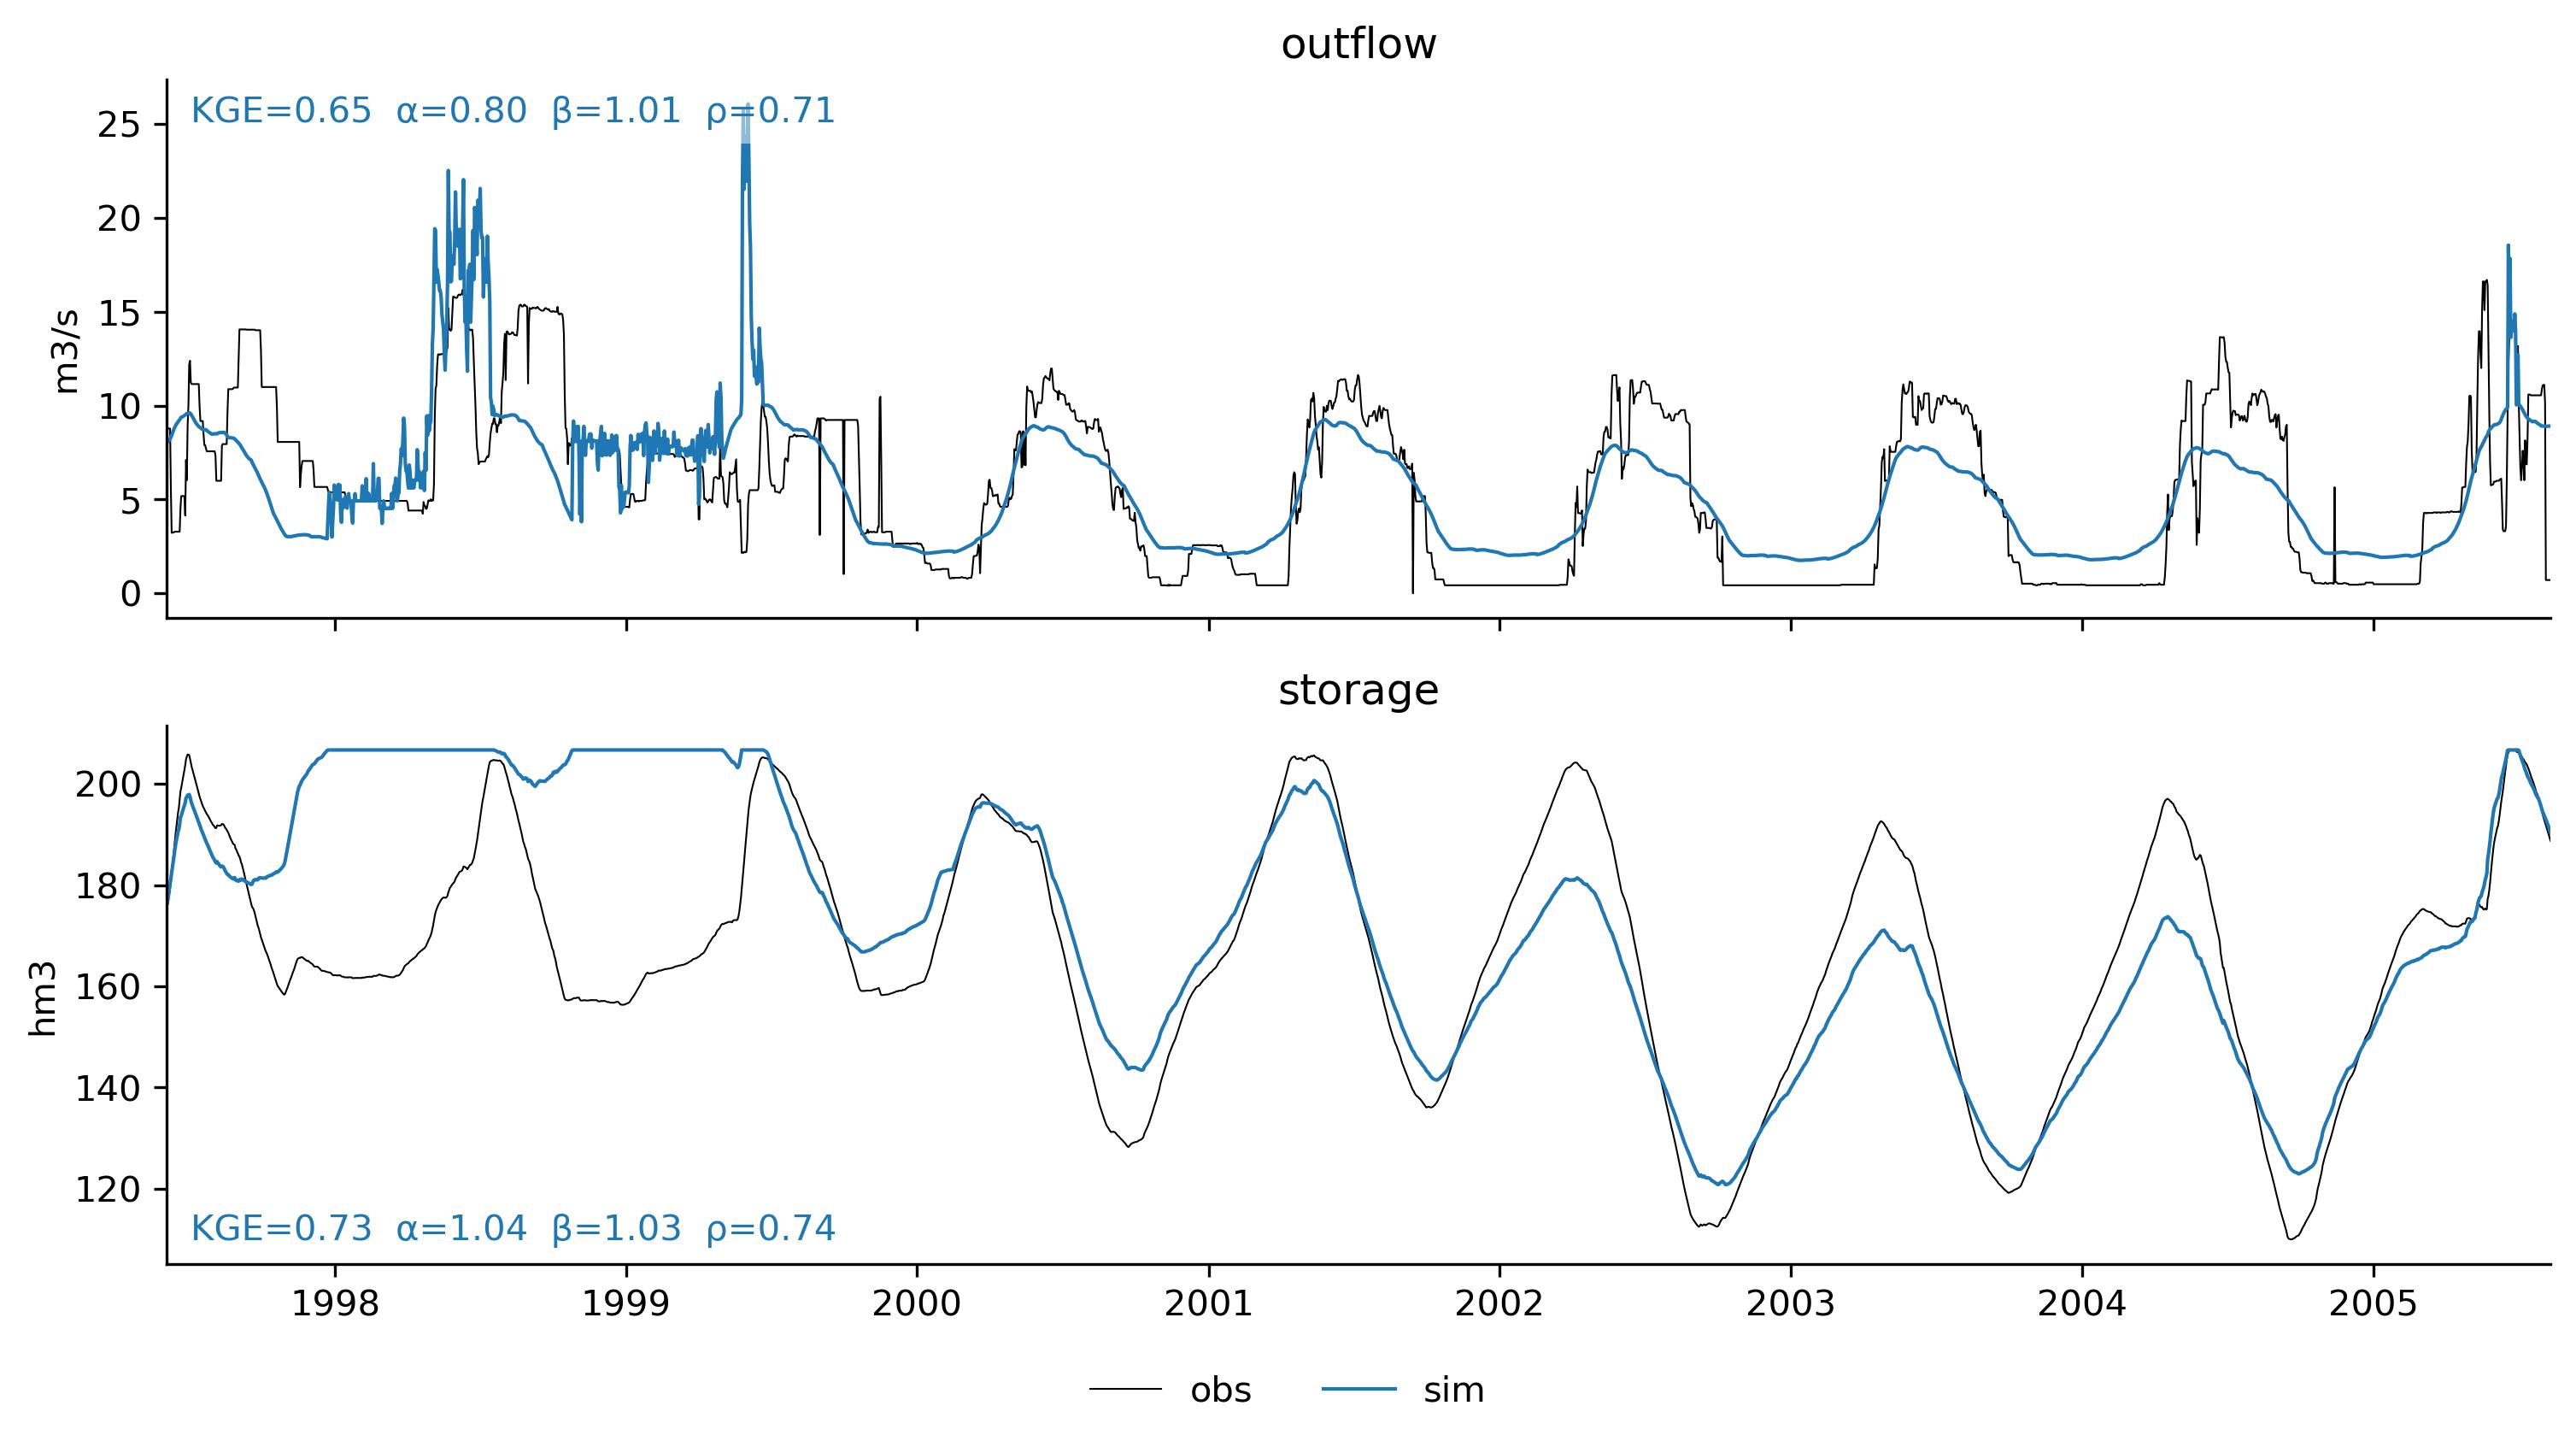 outflow
KGE=0.65 α=0.80 β=1.01 ρ=0.71
25
20
15
10
5
0
m3/s
storage
200
180
160
140
120
hm3
KGE=0.73 α=1.04 β=1.03 ρ=0.74
1998 1999 2000 2001 2002 2003 2004 2005
obs sim